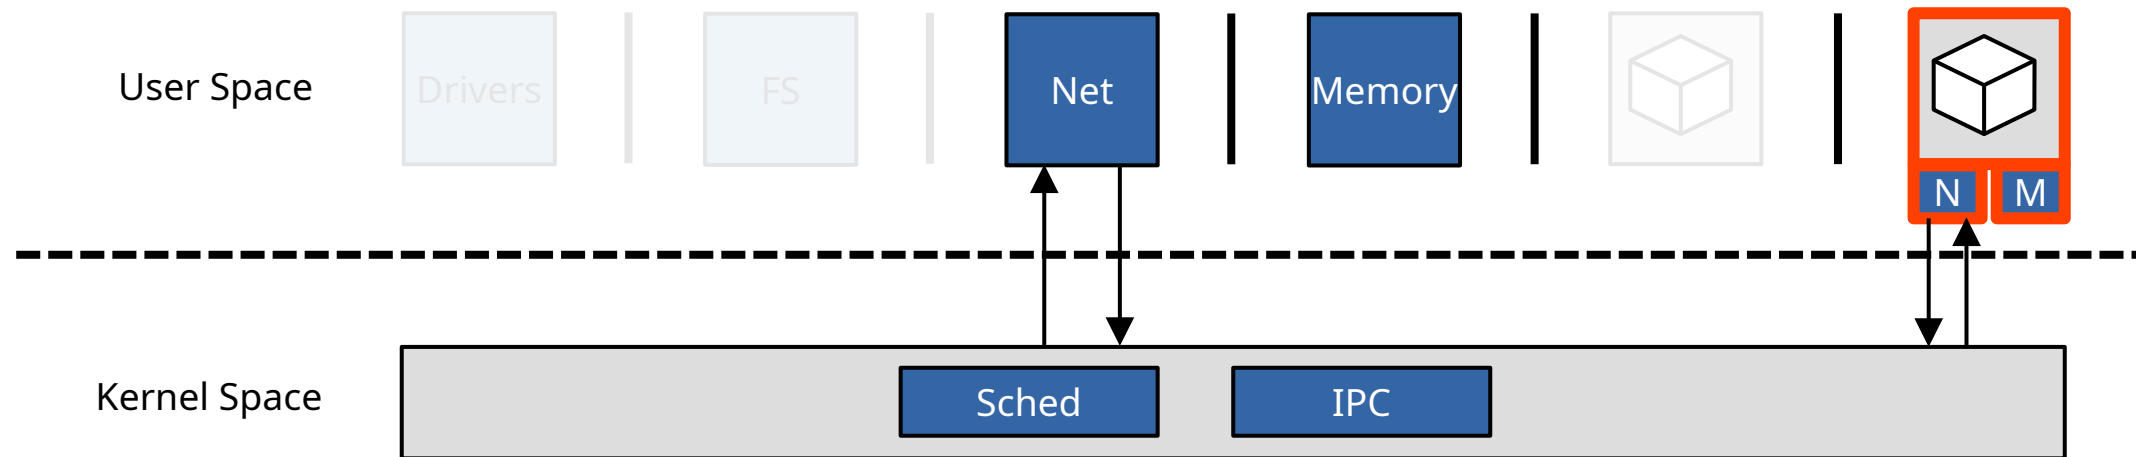 User Space
Drivers
FS
Net
Memory
N
M
Kernel Space
Sched
IPC